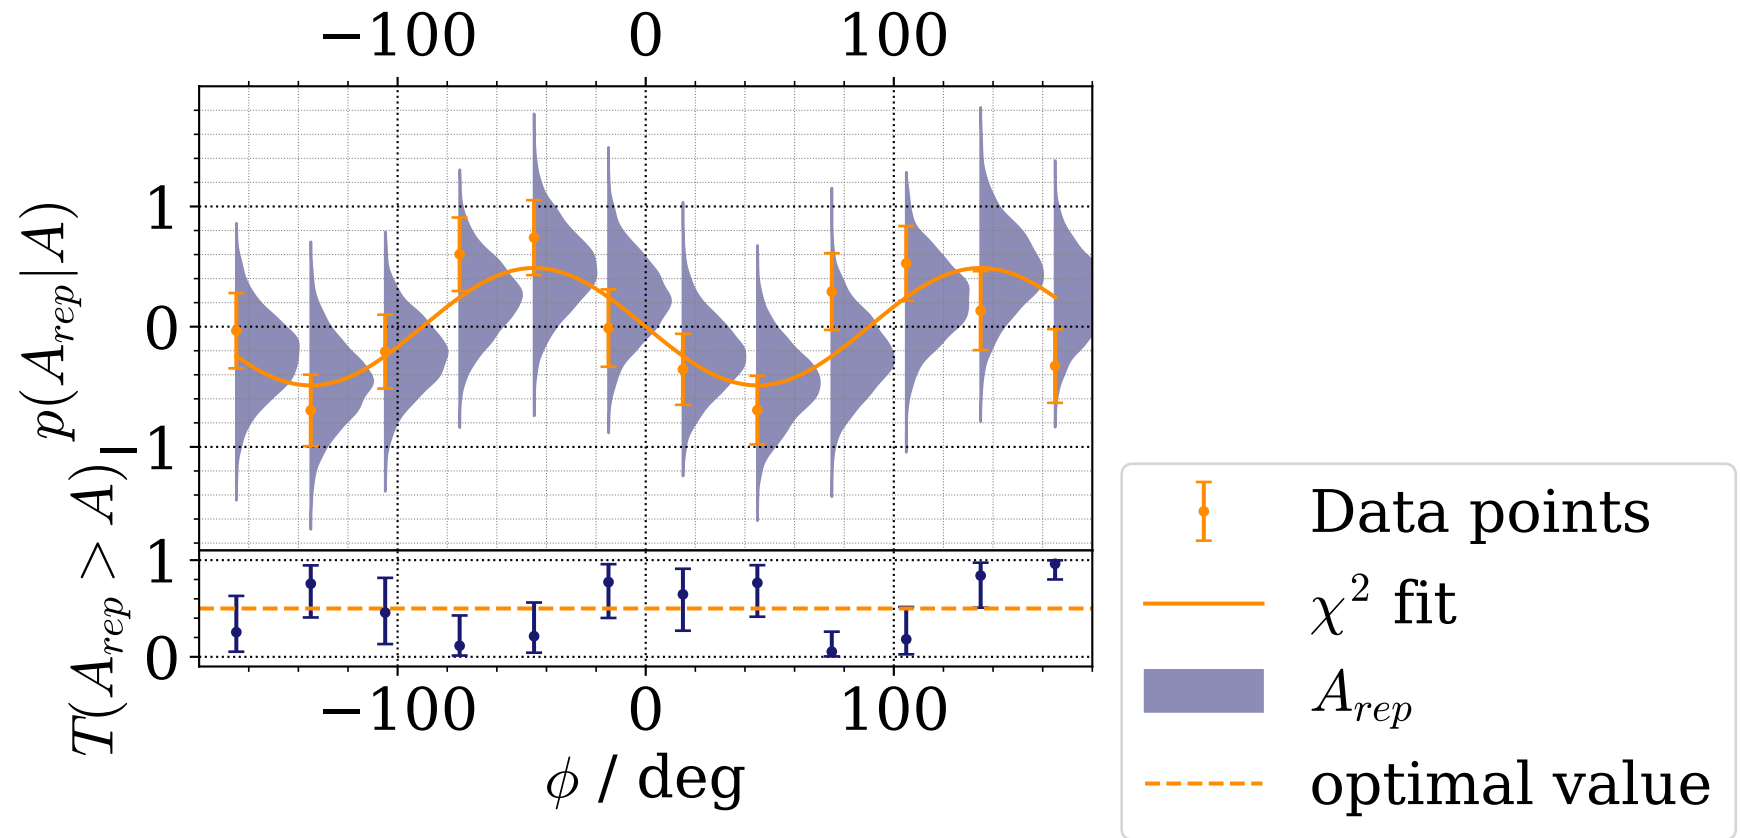 −100 0 100
p(A_rep|A)
1
0
−1
T(A_rep > A)
1
0
−100 0 100
ϕ / deg
Data points
χ² fit
A_rep
optimal value